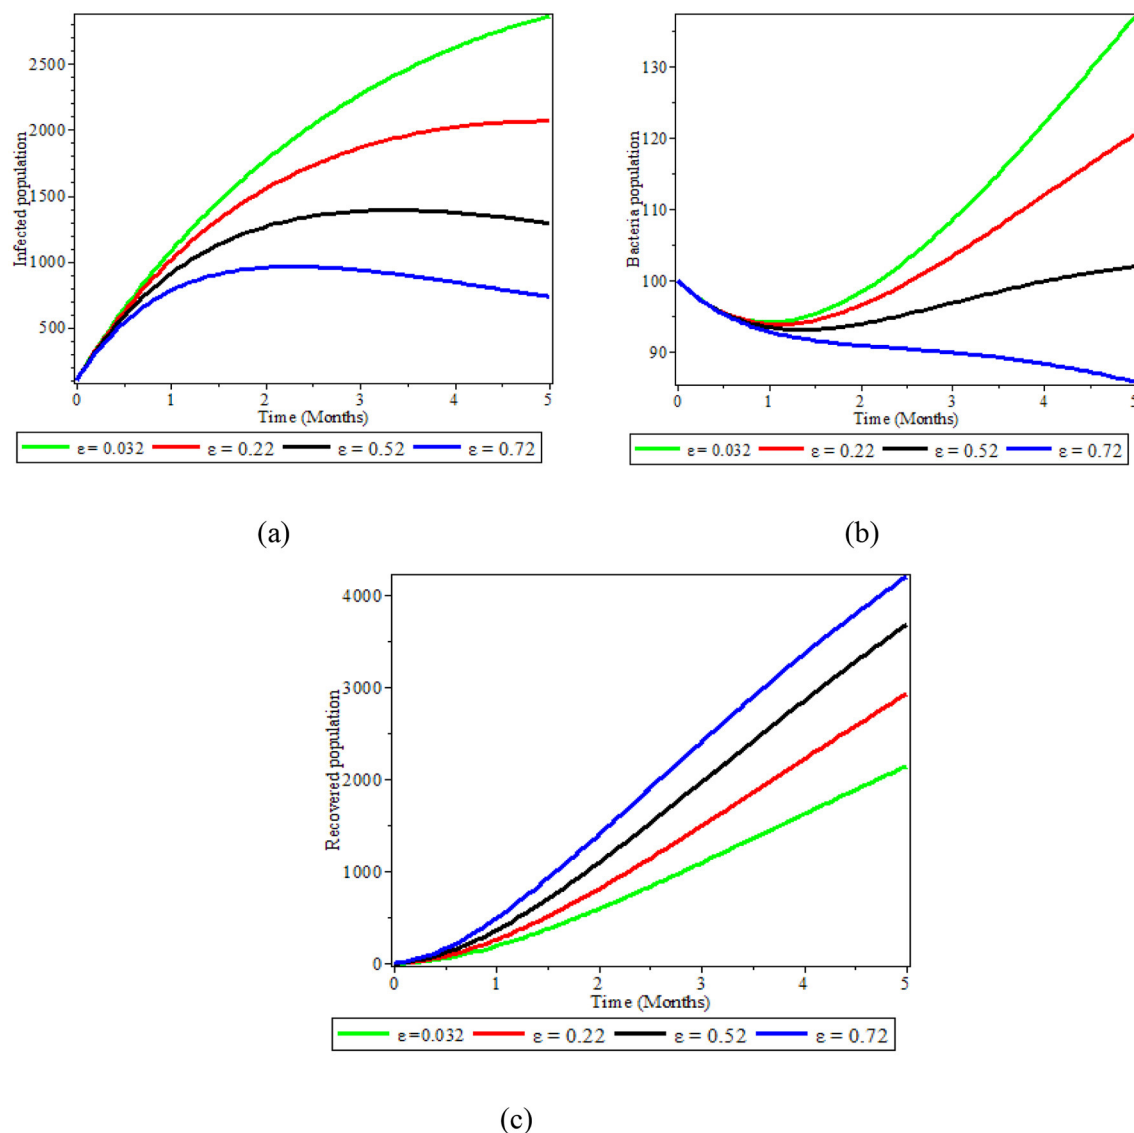 Infected population
2500
2000
1500
1000
500
0 1 2 3 4 5
Time (Months)
ε = 0.032 ε = 0.22 ε = 0.52 ε = 0.72
(a)
Bacteria population
130
120
110
100
90
0 1 2 3 4 5
Time (Months)
ε = 0.032 ε = 0.22 ε = 0.52 ε = 0.72
(b)
Recovered population
4000
3000
2000
1000
0
0 1 2 3 4 5
Time (Months)
ε =0.032 ε = 0.22 ε = 0.52 ε = 0.72
(c)